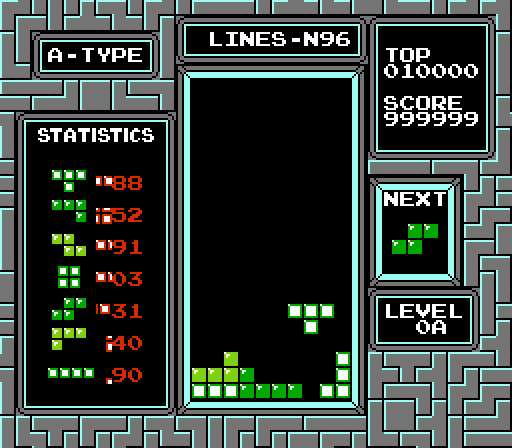 LINES-N96
A-TYPE
TOP
010000
SCORE
999999
STATISTICS
88
52
91
03
31
40
90
NEXT
LEVEL
0A